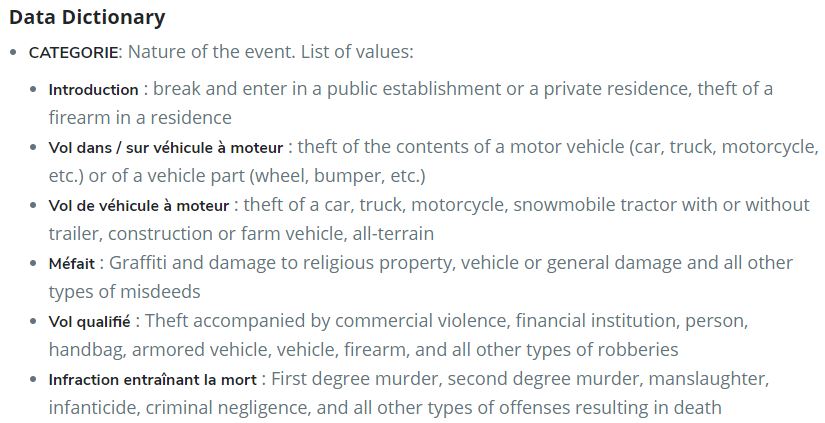 Data Dictionary
• CATEGORIE: Nature of the event. List of values:
• Introduction : break and enter in a public establishment or a private residence, theft of a
firearm in a residence
• Vol dans / sur véhicule à moteur : theft of the contents of a motor vehicle (car, truck, motorcycle,
etc.) or of a vehicle part (wheel, bumper, etc.)
• Vol de véhicule à moteur : theft of a car, truck, motorcycle, snowmobile tractor with or without
trailer, construction or farm vehicle, all-terrain
• Méfait : Graffiti and damage to religious property, vehicle or general damage and all other
types of misdeeds
• Vol qualifié : Theft accompanied by commercial violence, financial institution, person,
handbag, armored vehicle, vehicle, firearm, and all other types of robberies
• Infraction entraînant la mort : First degree murder, second degree murder, manslaughter,
infanticide, criminal negligence, and all other types of offenses resulting in death